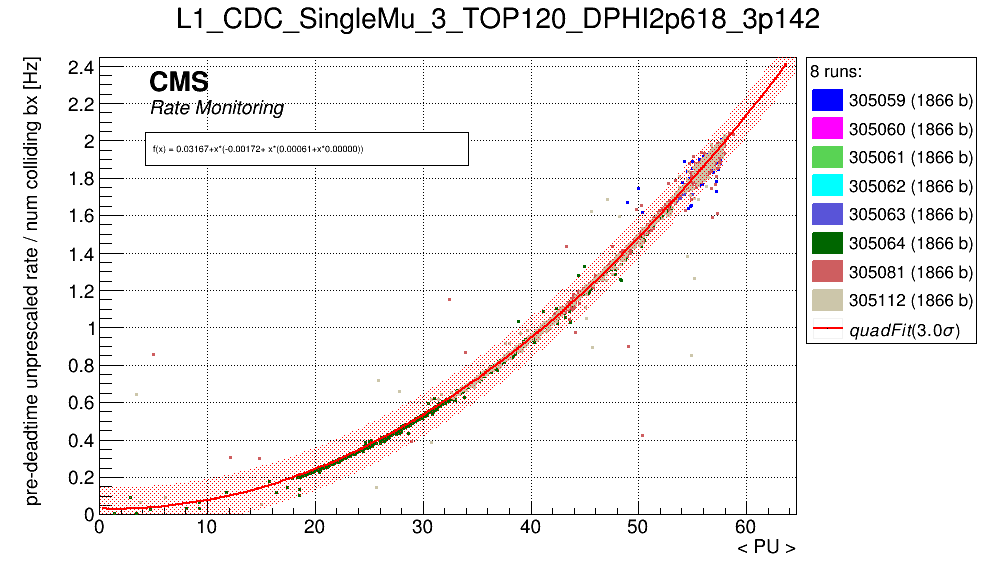 L1_CDC_SingleMu_3_TOP120_DPHI2p618_3p142
pre-deadtime unprescaled rate / num colliding bx [Hz]
2.4
2.2
2
1.8
1.6
1.4
1.2
1
0.8
0.6
0.4
0.2
0
CMS
Rate Monitoring
f(x) = 0.03167+x*(-0.00172+ x*(0.00061+x*0.00000))
0 10 20 30 40 50 60
< PU >
8 runs:
305059 (1866 b)
305060 (1866 b)
305061 (1866 b)
305062 (1866 b)
305063 (1866 b)
305064 (1866 b)
305081 (1866 b)
305112 (1866 b)
quadFit(3.0σ)